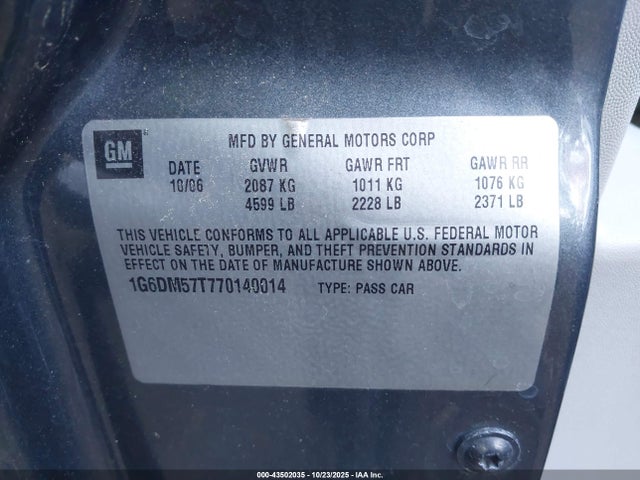 GM
MFD BY GENERAL MOTORS CORP
DATE GVWR GAWR FRT GAWR RR
10/06 2087 KG 1011 KG 1076 KG
4599 LB 2228 LB 2371 LB
THIS VEHICLE CONFORMS TO ALL APPLICABLE U.S. FEDERAL MOTOR
VEHICLE SAFETY, BUMPER, AND THEFT PREVENTION STANDARDS IN
EFFECT ON THE DATE OF MANUFACTURE SHOWN ABOVE.
1G6DM57T770140014 TYPE: PASS CAR
000-43502035 - 10/23/2025 - IAA, Inc.